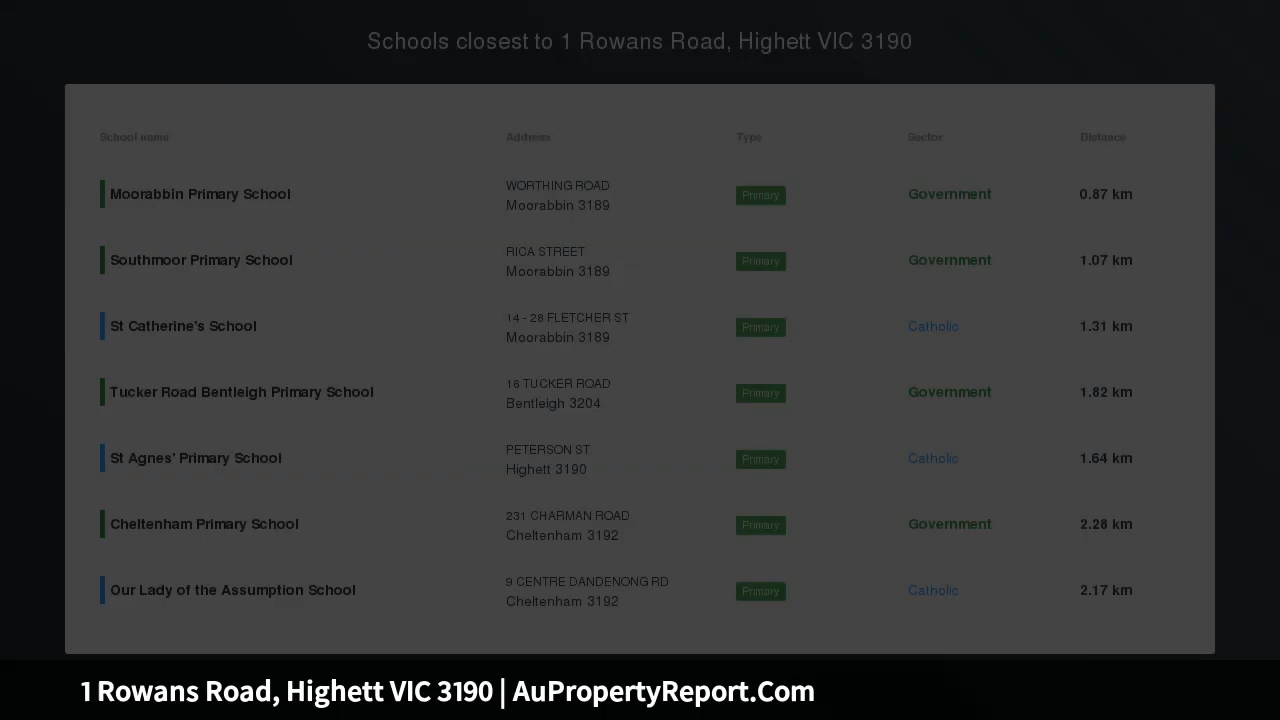 Schools closest to 1 Rowans Road, Highett VIC 3190
School name Address Type Sector Distance
Moorabbin Primary School WORTHING ROAD Moorabbin 3189 Primary Government 0.87 km
Southmoor Primary School RICA STREET Moorabbin 3189 Primary Government 1.07 km
St Catherine's School 14 - 28 FLETCHER ST Moorabbin 3189 Primary Catholic 1.31 km
Tucker Road Bentleigh Primary School 16 TUCKER ROAD Bentleigh 3204 Primary Government 1.82 km
St Agnes' Primary School PETERSON ST Highett 3190 Primary Catholic 1.64 km
Cheltenham Primary School 231 CHARMAN ROAD Cheltenham 3192 Primary Government 2.28 km
Our Lady of the Assumption School 9 CENTRE DANDENONG RD Cheltenham 3192 Primary Catholic 2.17 km
1 Rowans Road, Highett VIC 3190 | AuPropertyReport.Com